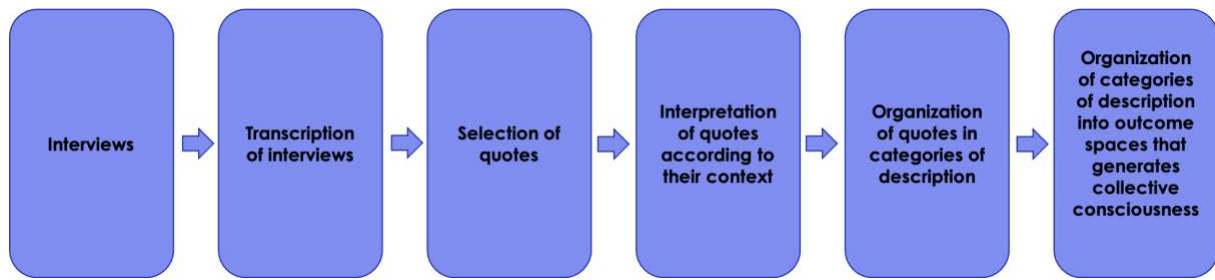 Interviews
Transcription
of interviews
Selection of
quotes
Interpretation
of quotes
according to
their context
Organization
of quotes in
categories of
description
Organization
of categories
of description
into outcome
spaces that
generates
collective
consciousness